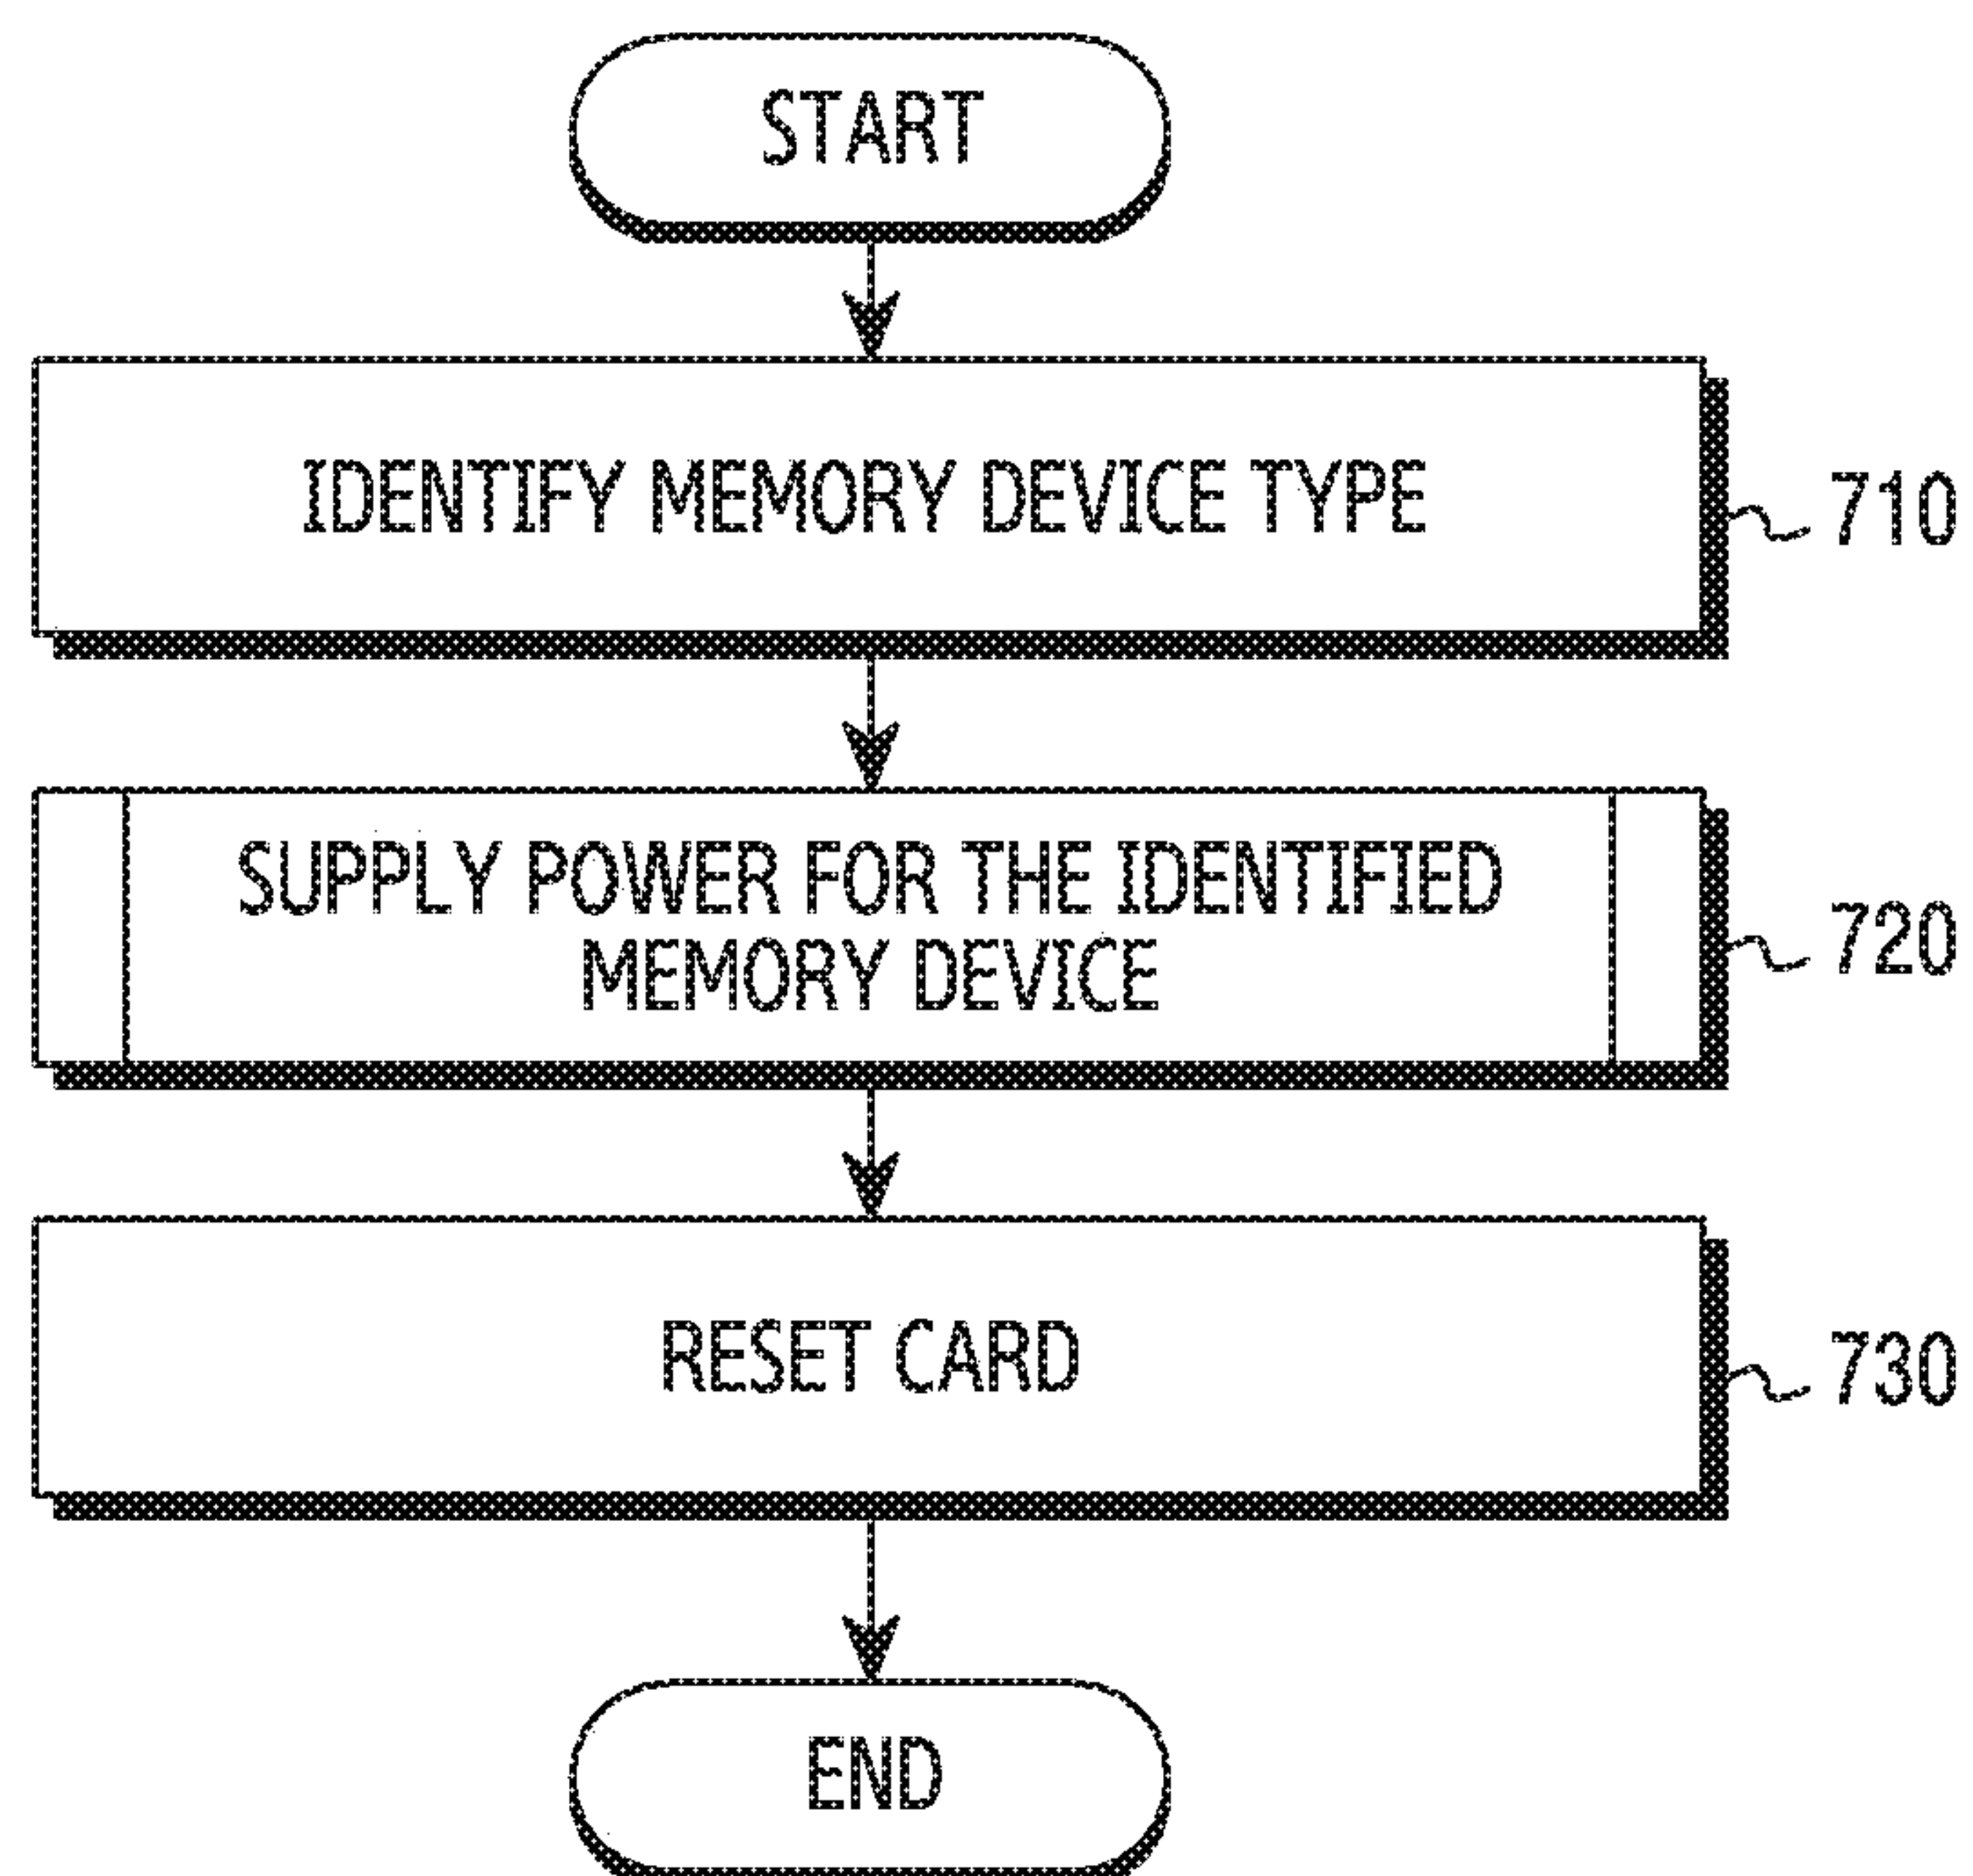 START
IDENTIFY MEMORY DEVICE TYPE
710
SUPPLY POWER FOR THE IDENTIFIED
MEMORY DEVICE
720
RESET CARD
730
END